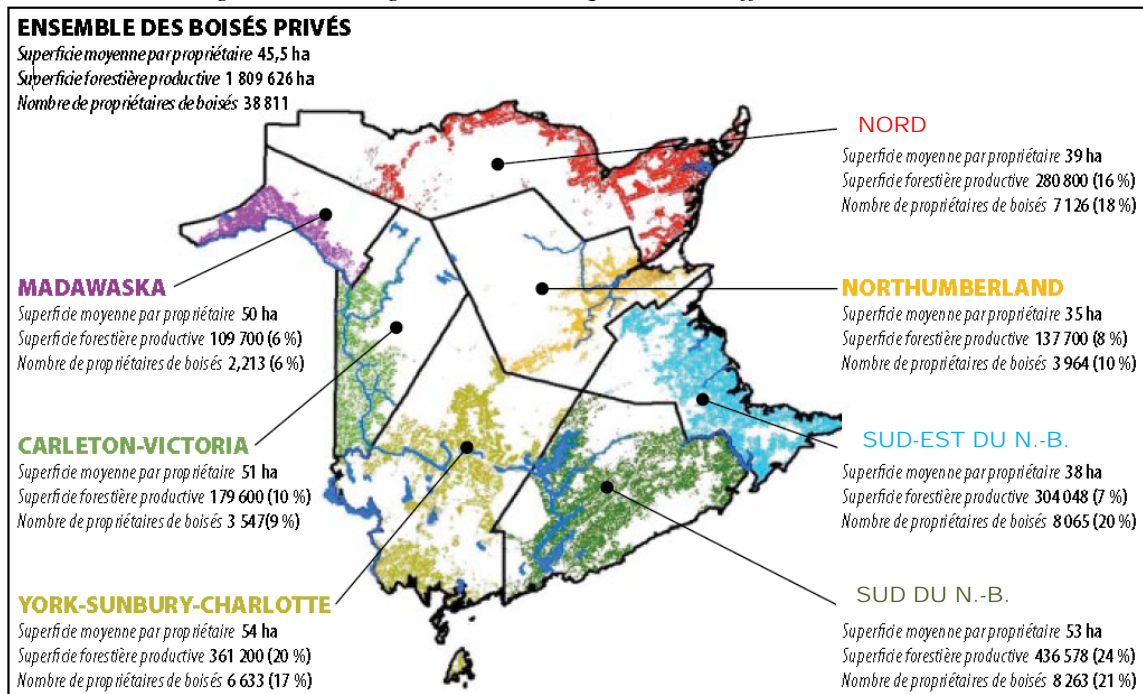 ENSEMBLE DES BOISÉS PRIVÉS
Superficie moyenne par propriétaire 45,5 ha
Superficie forestière productive 1 809 626 ha
Nombre de propriétaires de boisés 38 811
NORD
Superficie moyenne par propriétaire 39 ha
Superficie forestière productive 280 800 (16 %)
Nombre de propriétaires de boisés 7 126 (18 %)
MADAWASKA
Superficie moyenne par propriétaire 50 ha
Superficie forestière productive 109 700 (6 %)
Nombre de propriétaires de boisés 2,213 (6 %)
NORTHUMBERLAND
Superficie moyenne par propriétaire 35 ha
Superficie forestière productive 137 700 (8 %)
Nombre de propriétaires de boisés 3 964 (10 %)
CARLETON-VICTORIA
Superficie moyenne par propriétaire 51 ha
Superficie forestière productive 179 600 (10 %)
Nombre de propriétaires de boisés 3 547(9 %)
SUD-EST DU N.-B.
Superficie moyenne par propriétaire 38 ha
Superficie forestière productive 304 048 (7 %)
Nombre de propriétaires de boisés 8 065 (20 %)
YORK-SUNBURY-CHARLOTTE
Superficie moyenne par propriétaire 54 ha
Superficie forestière productive 361 200 (20 %)
Nombre de propriétaires de boisés 6 633 (17 %)
SUD DU N.-B.
Superficie moyenne par propriétaire 53 ha
Superficie forestière productive 436 578 (24 %)
Nombre de propriétaires de boisés 8 263 (21 %)